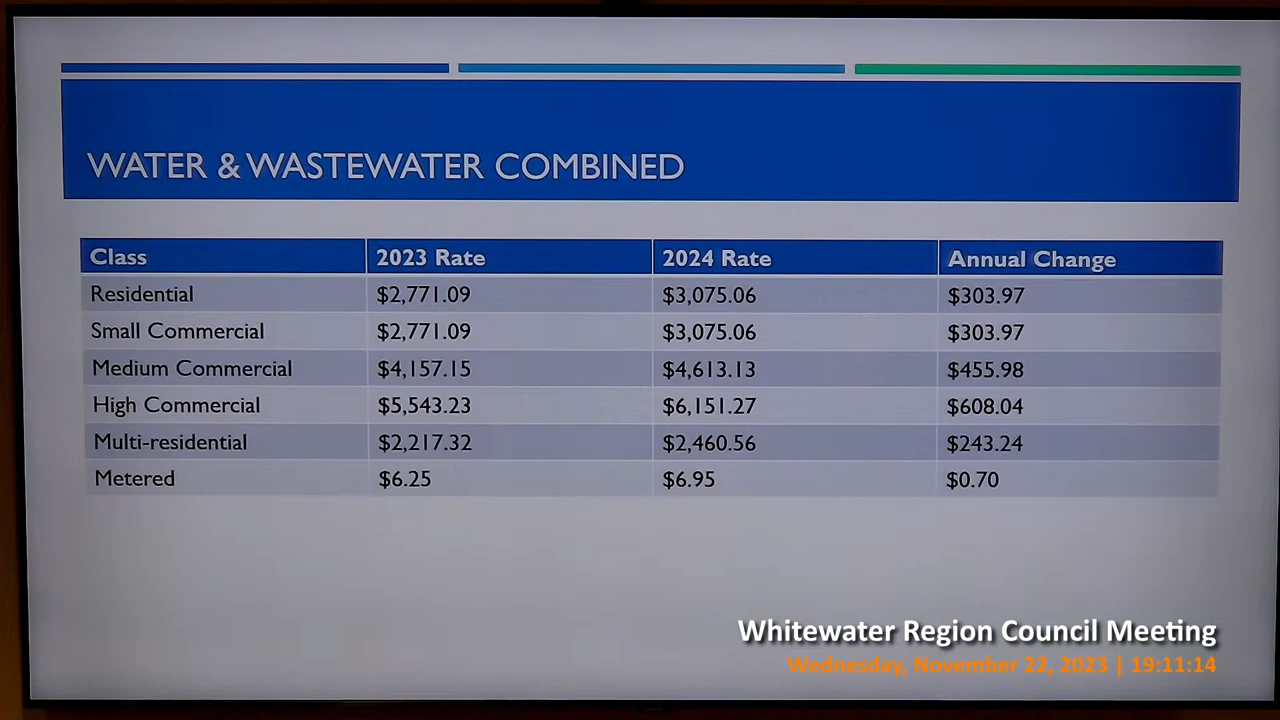 WATER & WASTEWATER COMBINED
Class 2023 Rate 2024 Rate Annual Change
Residential $2,771.09 $3,075.06 $303.97
Small Commercial $2,771.09 $3,075.06 $303.97
Medium Commercial $4,157.15 $4,613.13 $455.98
High Commercial $5,543.23 $6,151.27 $608.04
Multi-residential $2,217.32 $2,460.56 $243.24
Metered $6.25 $6.95 $0.70
Whitewater Region Council Meeting
Wednesday, November 22, 2023 | 19:11:14